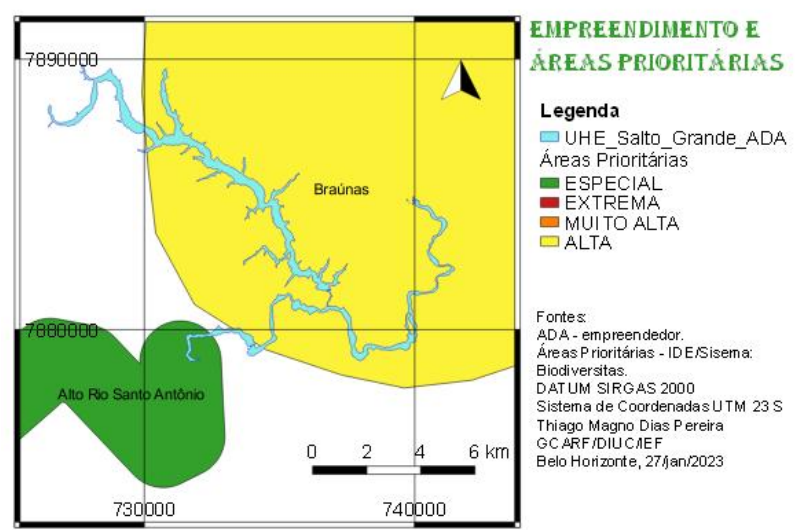 EMPREENDIMENTO E
ÁREAS PRIORITÁRIAS
7890000
Legenda
UHE_Salto_Grande_ADA
Áreas Prioritárias
ESPECIAL
EXTREMA
MUITO ALTA
ALTA
Braúnas
7880000
Alto Rio Santo Antônio
0 2 4 6 km
730000 740000
Fontes:
ADA - empreendedor.
Áreas Prioritárias - IDE/Sisema:
Biodiversitas.
DATUM SIRGAS 2000
Sistema de Coordenadas UTM 23 S
Thiago Magno Dias Pereira
GCARF/DIUC/IEF
Belo Horizonte, 27/jan/2023